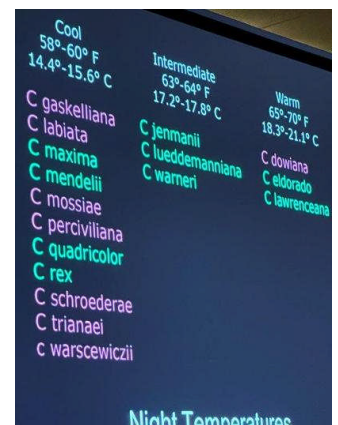 Cool
58°-60° F
14.4°-15.6° C
C gaskelliana
C labiata
C maxima
C mendelii
C mossiae
C perciviliana
C quadricolor
C rex
C schroederae
C trianaei
c warscewiczii
Intermediate
63°-64° F
17.2°-17.8° C
C jenmanii
C lueddemanniana
C warneri
Warm
65°-70° F
18.3°-21.1° C
C dowiana
C eldorado
C lawrenceana
Night Temperatures